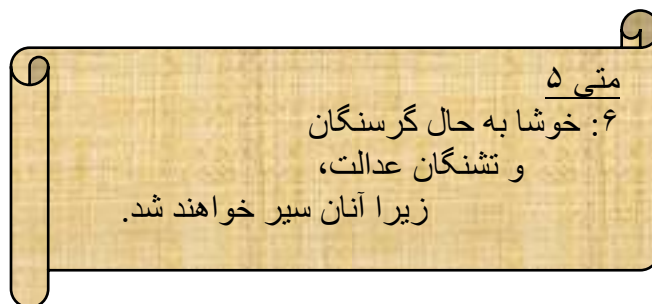 متی ۵
۶: خوشا به حال گرسنگان
و تشنگان عدالت،
زیرا آنان سیر خواهند شد.